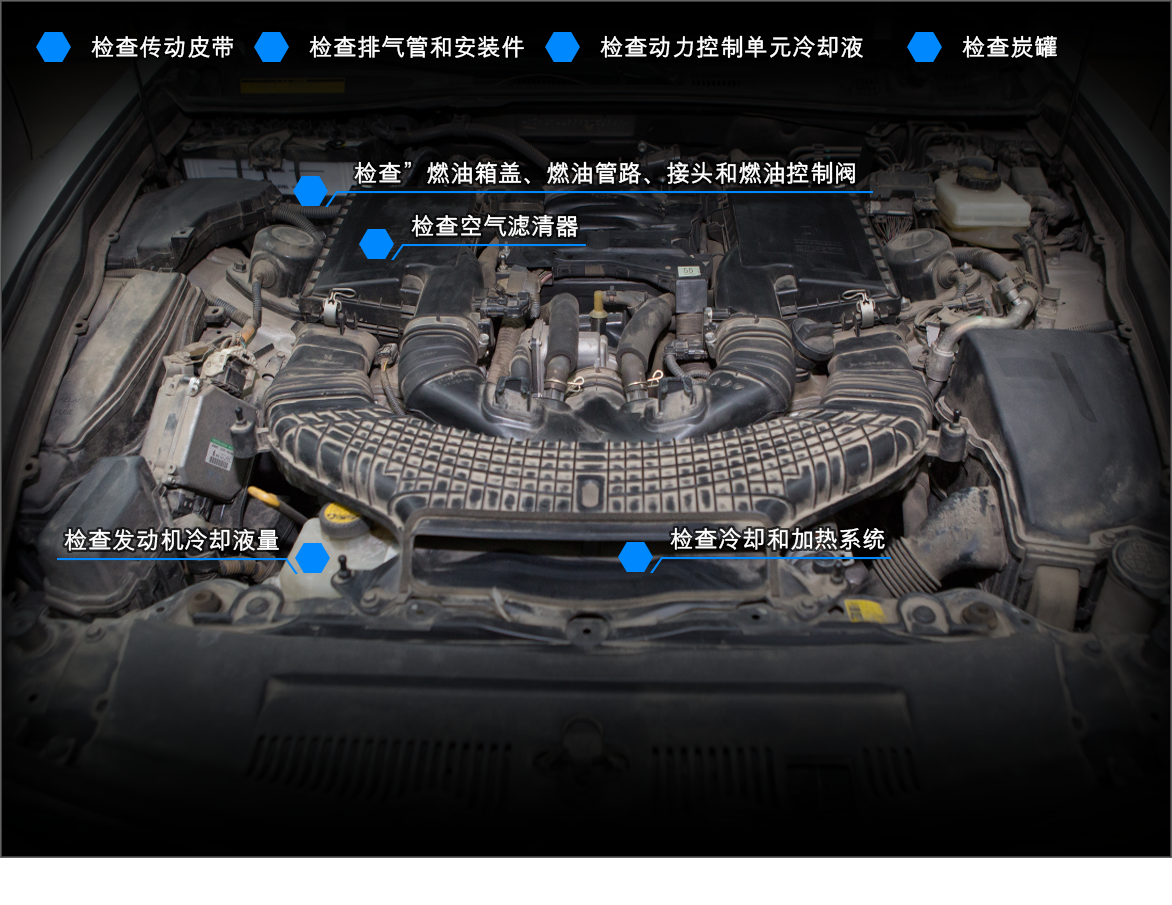 检查传动皮带 检查排气管和安装件 检查动力控制单元冷却液 检查炭罐
检查”燃油箱盖、燃油管路、接头和燃油控制阀
检查空气滤清器
检查发动机冷却液量
检查冷却和加热系统